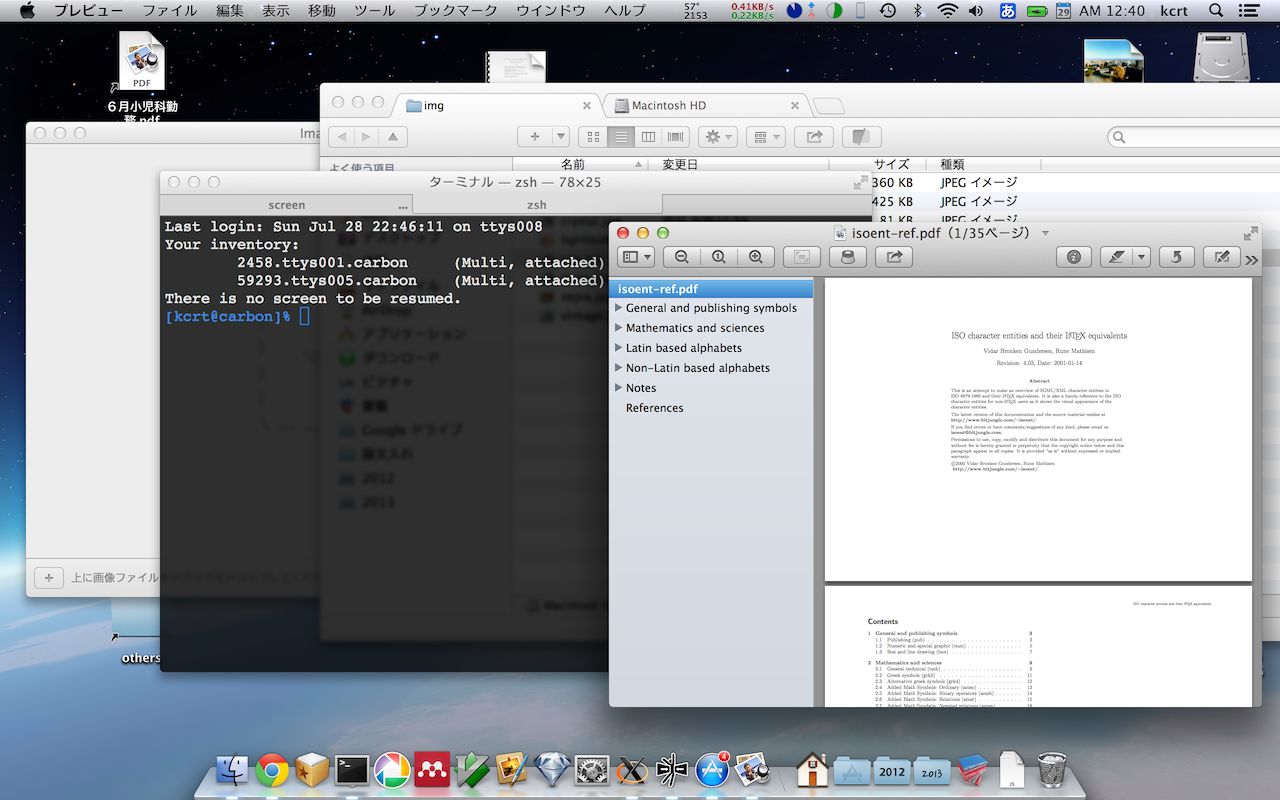 プレビュー ファイル 編集 表示 移動 ツール ブックマーク ウインドウ ヘルプ 57° 2153 0.41KB/s 0.22KB/s あ 29 AM 12:40 kcrt
PDF
6月小児科勤
務.pdf
img
Macintosh HD
Ima
よく使う項目
名前 変更日 サイズ 種類
360 KB JPEG イメージ
425 KB JPEG イメージ
81 KB JPEG イメージ
ターミナル — zsh — 78×25
screen ... zsh
Last login: Sun Jul 28 22:46:11 on ttys008
Your inventory:
2458.ttys001.carbon (Multi, attached)
59293.ttys005.carbon (Multi, attached)
There is no screen to be resumed.
[kcrt@carbon]%
デスクトップ
AirDrop
アプリケーション
ダウンロード
ピクチャ
書類
Google ドライブ
論文入れ
2012
2013
Macintosh
上に画像ファイル
others
isoent-ref.pdf (1/35ページ)
isoent-ref.pdf
General and publishing symbols
Mathematics and sciences
Latin based alphabets
Non-Latin based alphabets
Notes
References
ISO character entities and their LATEX equivalents
Vidar Bronken Gundersen, Rune Mathisen
Revision: 4.03, Date: 2001-01-14
Abstract
This is an attempt to make an overview of SGML/XML character entities in
ISO 8879:1986 and their LATEX equivalents. It is also a handy reference to the ISO
character entities for non-LATEX users as it shows the visual appearance of the
character entities.
The latest version of this documentation and the source material resides at
http://www.bitjungle.com/~isoent/.
If you find errors or have comments/suggestions of any kind, please email us
isoent@bitjungle.com.
Permissions to use, copy, modify and distribute this document for any purpose and
without fee is hereby granted in perpetuity that the copyright notice below and this
paragraph appear in all copies. It is provided "as is" without expressed or implied
warranty.
©2000 Vidar Bronken Gundersen, Rune Mathisen
http://www.bitjungle.com/~isoent/
ISO character entities and their LATEX equivalents
Contents
1 General and publishing symbols 3
1.1 Publishing (pub) 3
1.2 Numeric and special graphic (num) 5
1.3 Box and line drawing (box) 7
2 Mathematics and sciences 9
2.1 General technical (tech) 9
2.2 Greek symbols (grk3) 11
2.3 Alternative greek symbols (grk4) 12
2.4 Added Math Symbols: Ordinary (amso) 13
2.5 Added Math Symbols: Binary operators (amsb) 14
2.6 Added Math Symbols: Relations (amsr) 15
2.7 Added Math Symbols: Negated relations (amsn) 16
4
2012
2013
JS